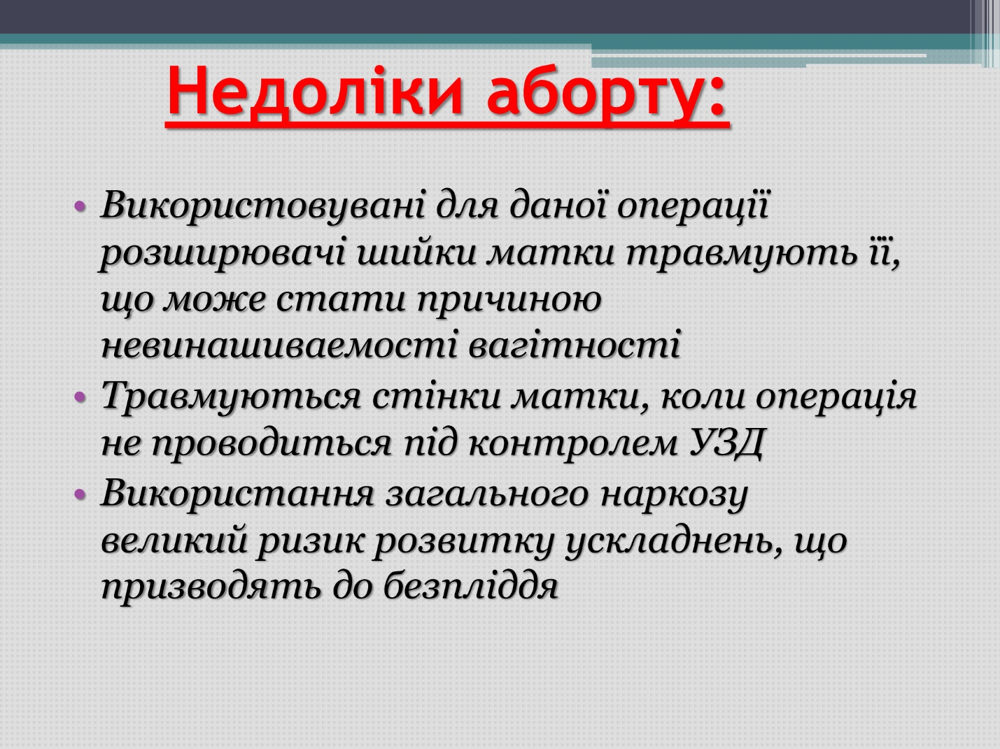 Недоліки аборту:
• Використовувані для даної операції
розширювачі шийки матки травмують її,
що може стати причиною
невинашиваемості вагітності
• Травмуються стінки матки, коли операція
не проводиться під контролем УЗД
• Використання загального наркозу
великий ризик розвитку ускладнень, що
призводять до безпліддя